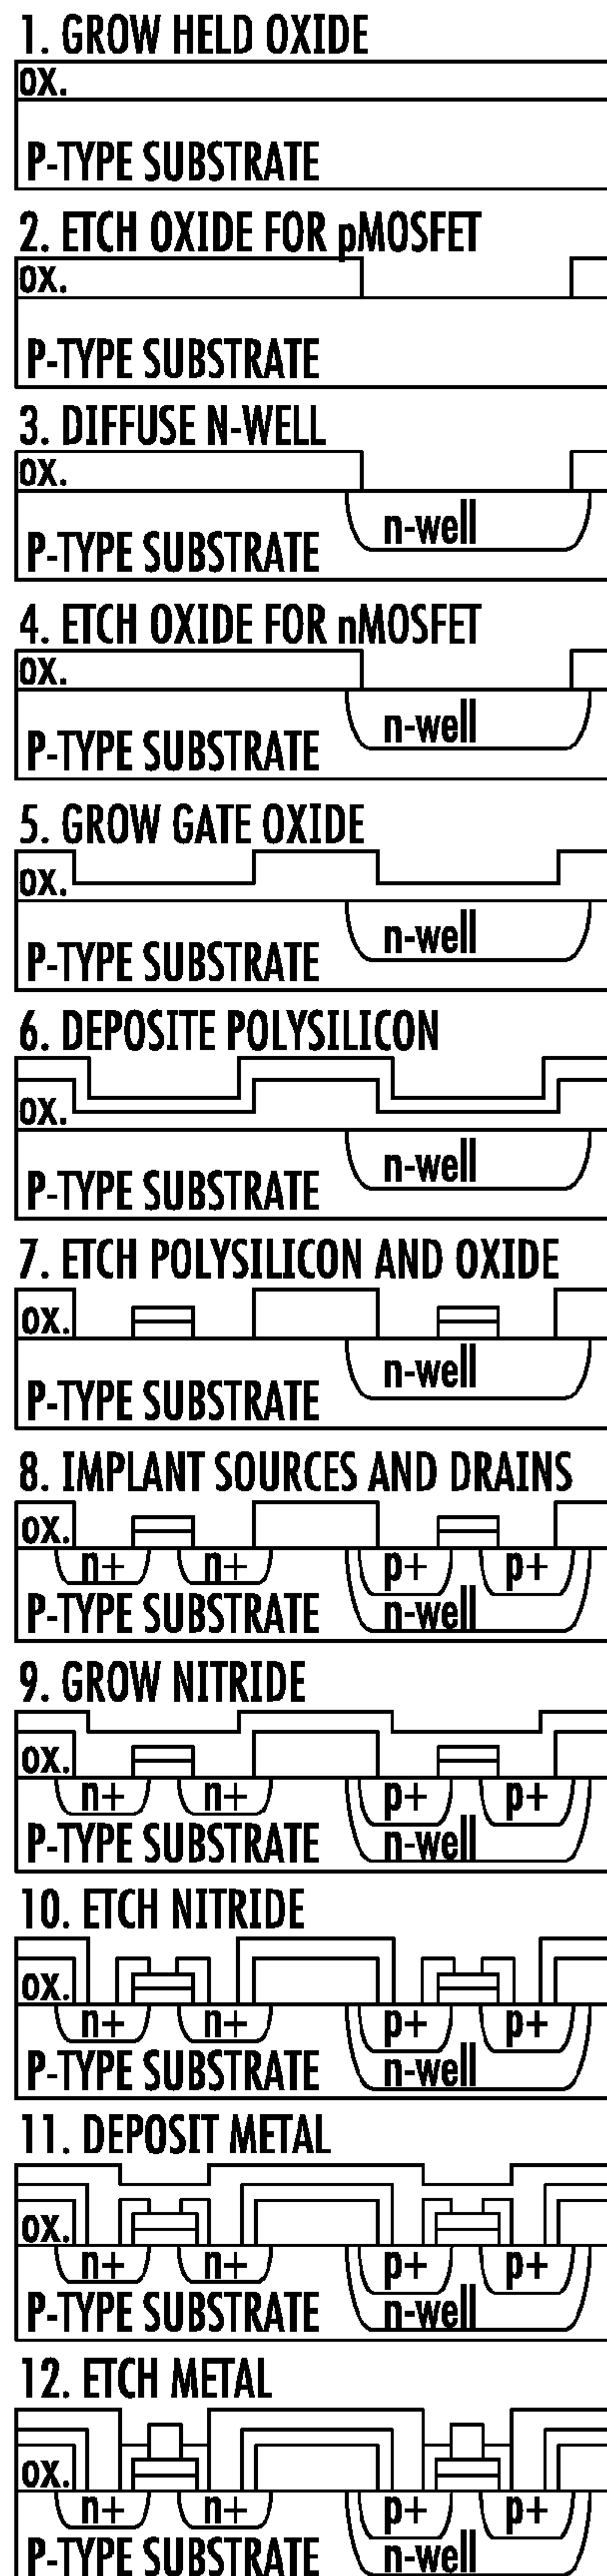 1. GROW HELD OXIDE
OX.
P-TYPE SUBSTRATE
2. ETCH OXIDE FOR pMOSFET
OX.
P-TYPE SUBSTRATE
3. DIFFUSE N-WELL
OX.
n-well
P-TYPE SUBSTRATE
4. ETCH OXIDE FOR nMOSFET
OX.
n-well
P-TYPE SUBSTRATE
5. GROW GATE OXIDE
OX.
n-well
P-TYPE SUBSTRATE
6. DEPOSITE POLYSILICON
OX.
n-well
P-TYPE SUBSTRATE
7. ETCH POLYSILICON AND OXIDE
OX.
n-well
P-TYPE SUBSTRATE
8. IMPLANT SOURCES AND DRAINS
OX.
n+ n+ p+ p+
P-TYPE SUBSTRATE n-well
9. GROW NITRIDE
OX.
n+ n+ p+ p+
P-TYPE SUBSTRATE n-well
10. ETCH NITRIDE
OX.
n+ n+ p+ p+
P-TYPE SUBSTRATE n-well
11. DEPOSIT METAL
OX.
n+ n+ p+ p+
P-TYPE SUBSTRATE n-well
12. ETCH METAL
OX.
n+ n+ p+ p+
P-TYPE SUBSTRATE n-well